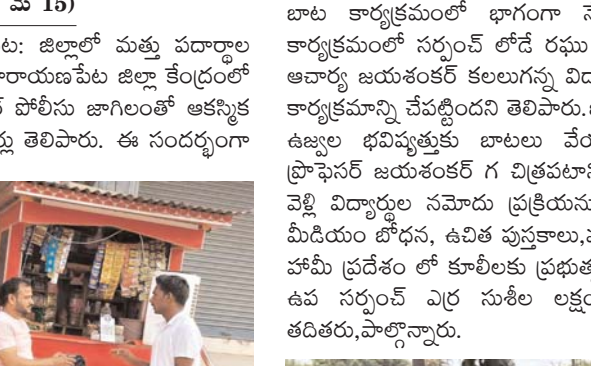 మే 15)
ట: జిల్లాలో మత్తు పదార్థాల
ారాయణపేట జిల్లా కేంద్రంలో
పోలీసు జాగిలంతో ఆకస్మిక
ర్లు తెలిపారు. ఈ సందర్భంగా
బాట కార్యక్రమంలో భాగంగా
కార్యక్రమంలో సర్పంచ్ లోడే రఘు
ఆచార్య జయశంకర్ కలలుగన్న విద
కార్యక్రమాన్ని చేపట్టిందని తెలిపారు.
ఉజ్వల భవిష్యత్తుకు బాటలు వేయ
ప్రొఫెసర్ జయశంకర్ గ చిత్రపటాని
వెళ్లి విద్యార్థుల నమోదు ప్రక్రియను
మీడియం బోధన, ఉచిత పుస్తకాలు,
హామీ ప్రదేశం లో కూలీలకు ప్రభుత్వ
ఉప సర్పంచ్ ఎర్ర సుశీల లక్ష్మ
తదితరు,పాల్గొన్నారు.